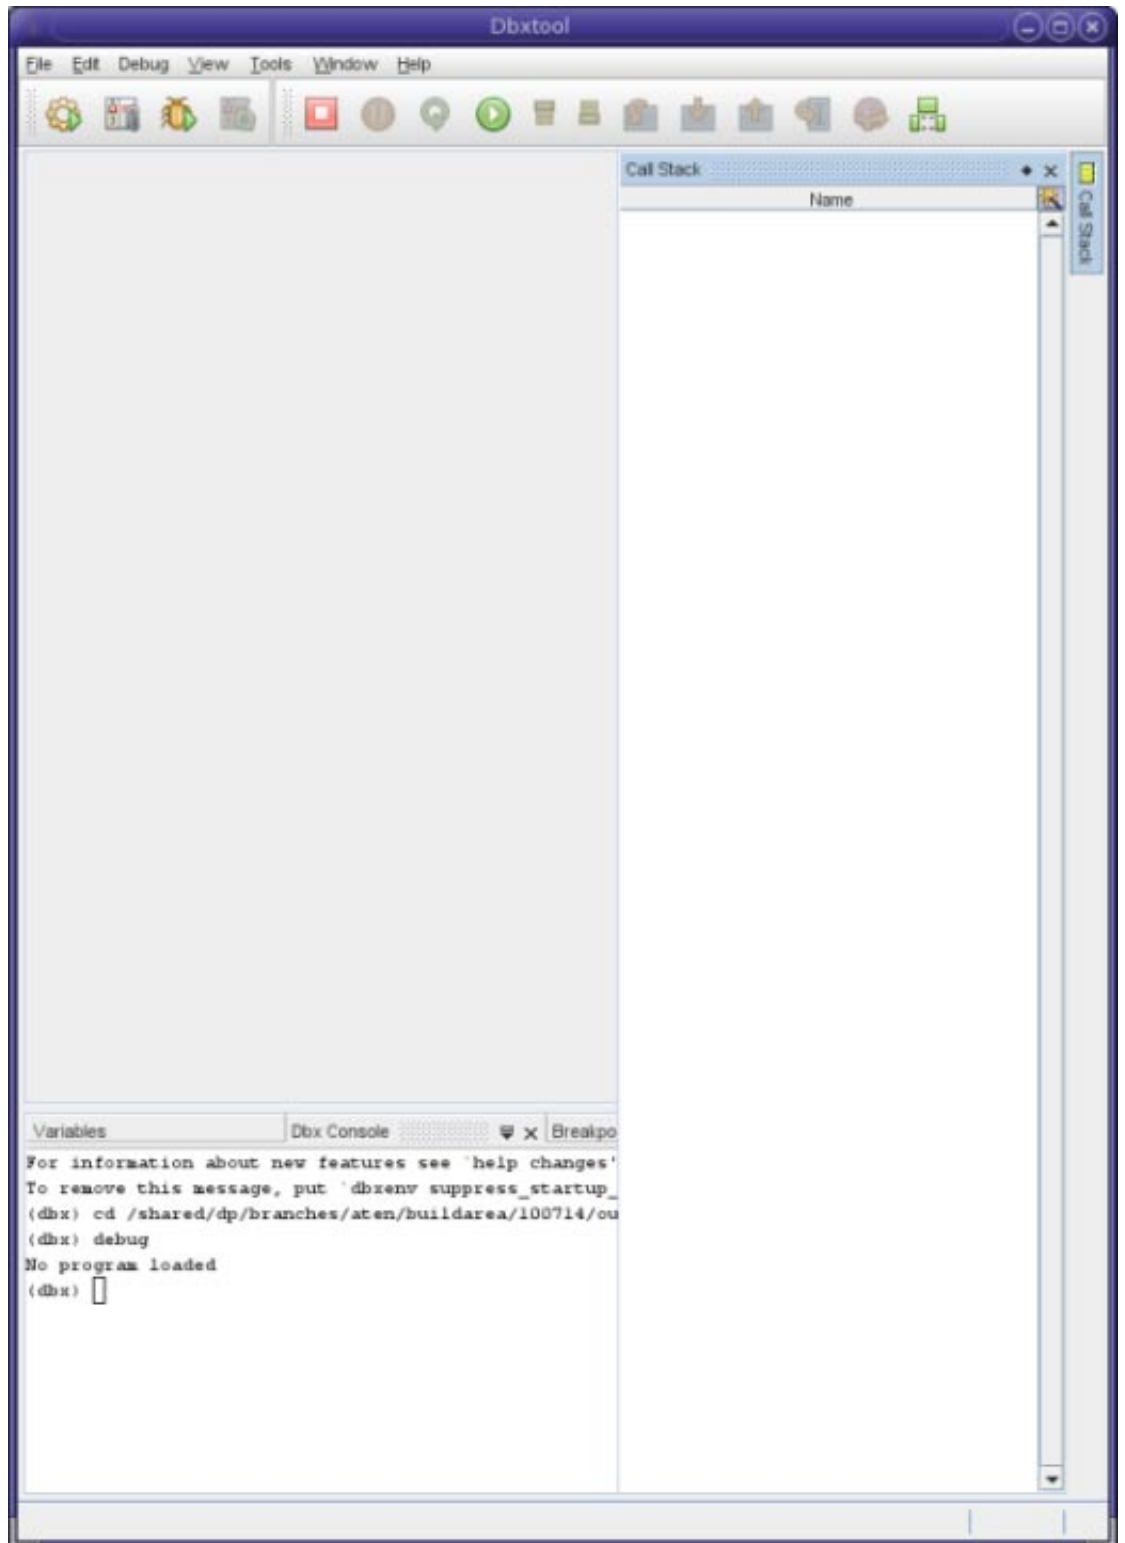 Dbxtool
File Edit Debug View Tools Window Help
Call Stack
Name
Call Stack
Variables Dbx Console Breakpo
For information about new features see `help changes'
To remove this message, put `dbxenv suppress_startup_
(dbx) cd /shared/dp/branches/aten/buildarea/100714/ou
(dbx) debug
No program loaded
(dbx)